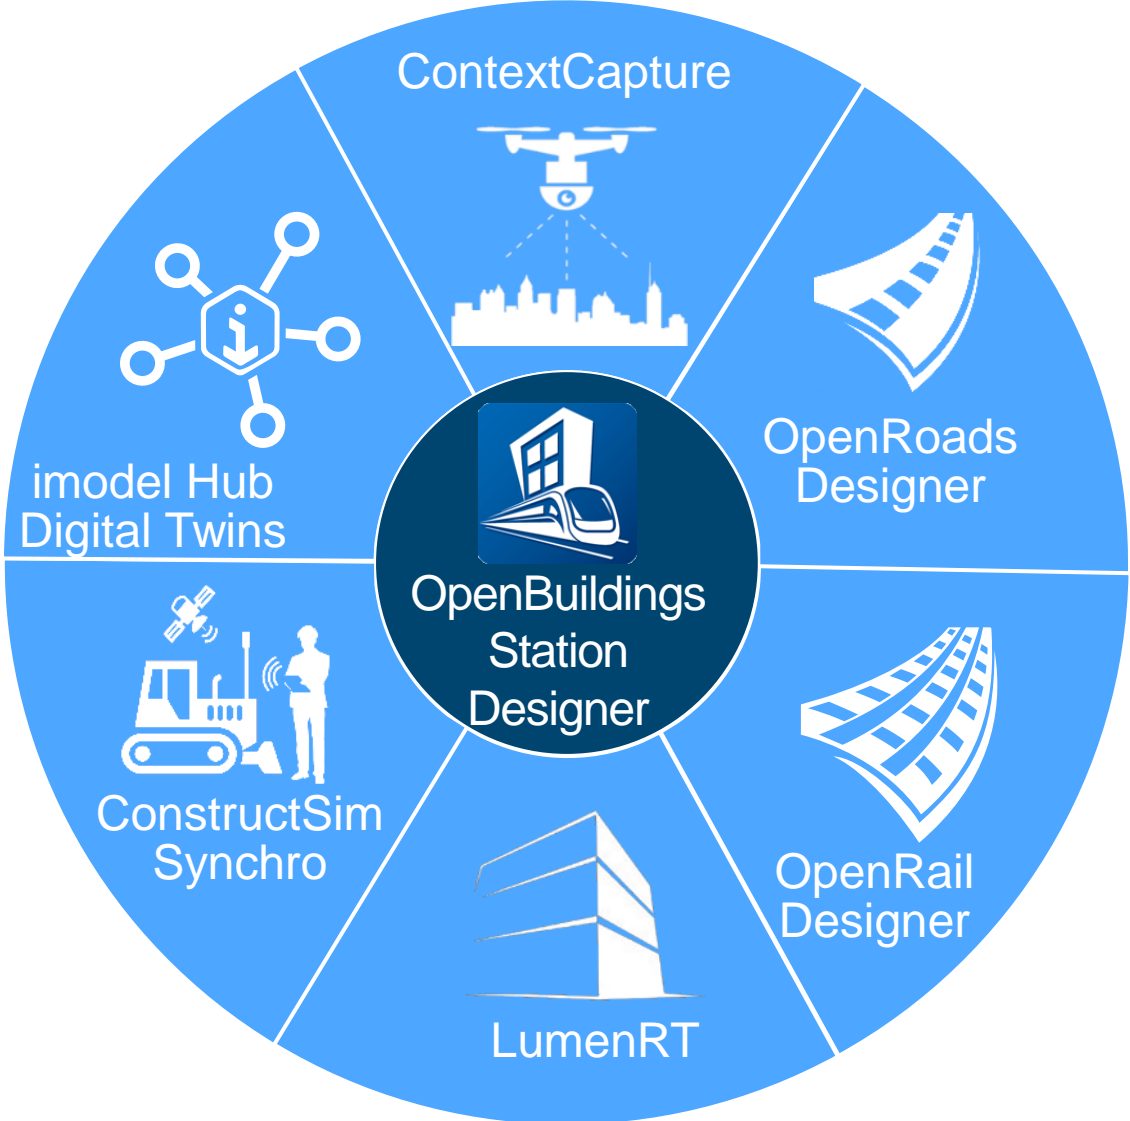 ContextCapture
OpenRoads
Designer
OpenRail
Designer
LumenRT
ConstructSim
Synchro
imodel Hub
Digital Twins
i
OpenBuildings
Station
Designer